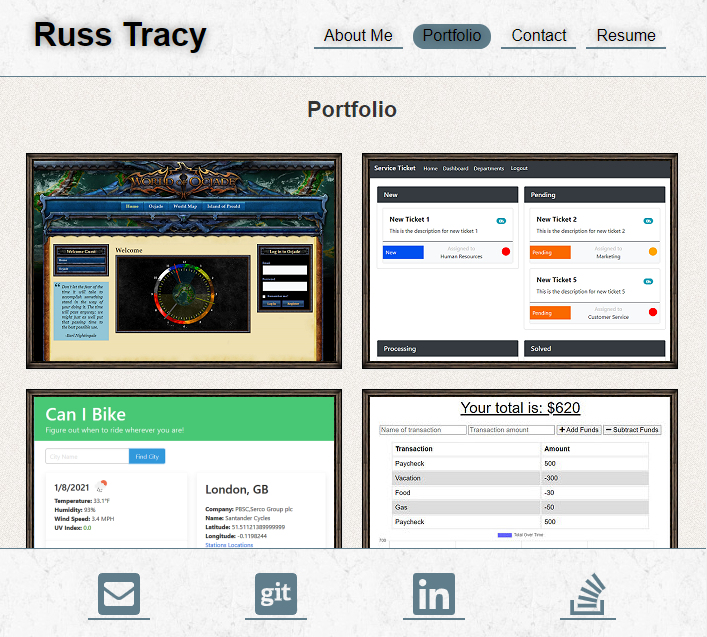 Russ Tracy
About Me
Portfolio
Contact
Resume
Portfolio
WORLD OF OCJADE
Home
Ocjade
World Map
Island of Preald
Welcome Guest
Home
Ocjade
Don't let the fear of the
time it will take to
accomplish something
stand in the way of
your doing it. The time
will pass anyway; we
might just as well put
that passing time to
the best possible use.
Earl Nightingale
Welcome
Log in to Ocjade
Service Ticket
Home
Dashboard
Departments
Logout
New
New Ticket 1
This is the description for new ticket 1
New
Assigned to
Human Resources
Pending
New Ticket 2
This is the description for new ticket 2
Pending
Assigned to
Marketing
New Ticket 5
This is the description for new ticket 5
Pending
Assigned to
Customer Service
Processing
Solved
Can I Bike
Figure out when to ride wherever you are!
City Name
Find City
1/8/2021
Temperature: 33.1°F
Humidity: 93%
Wind Speed: 3.4 MPH
UV Index: 0.0
London, GB
Company: PBSC,Serco Group plc
Name: Santander Cycles
Latitude: 51.51121389999999
Longitude: -0.1198244
Stations Locations
Your total is: $620
Name of transaction
Transaction amount
Add Funds
Subtract Funds
Transaction Amount
Paycheck 500
Vacation -300
Food -30
Gas -50
Paycheck 500
Total Over Time
700
git
in